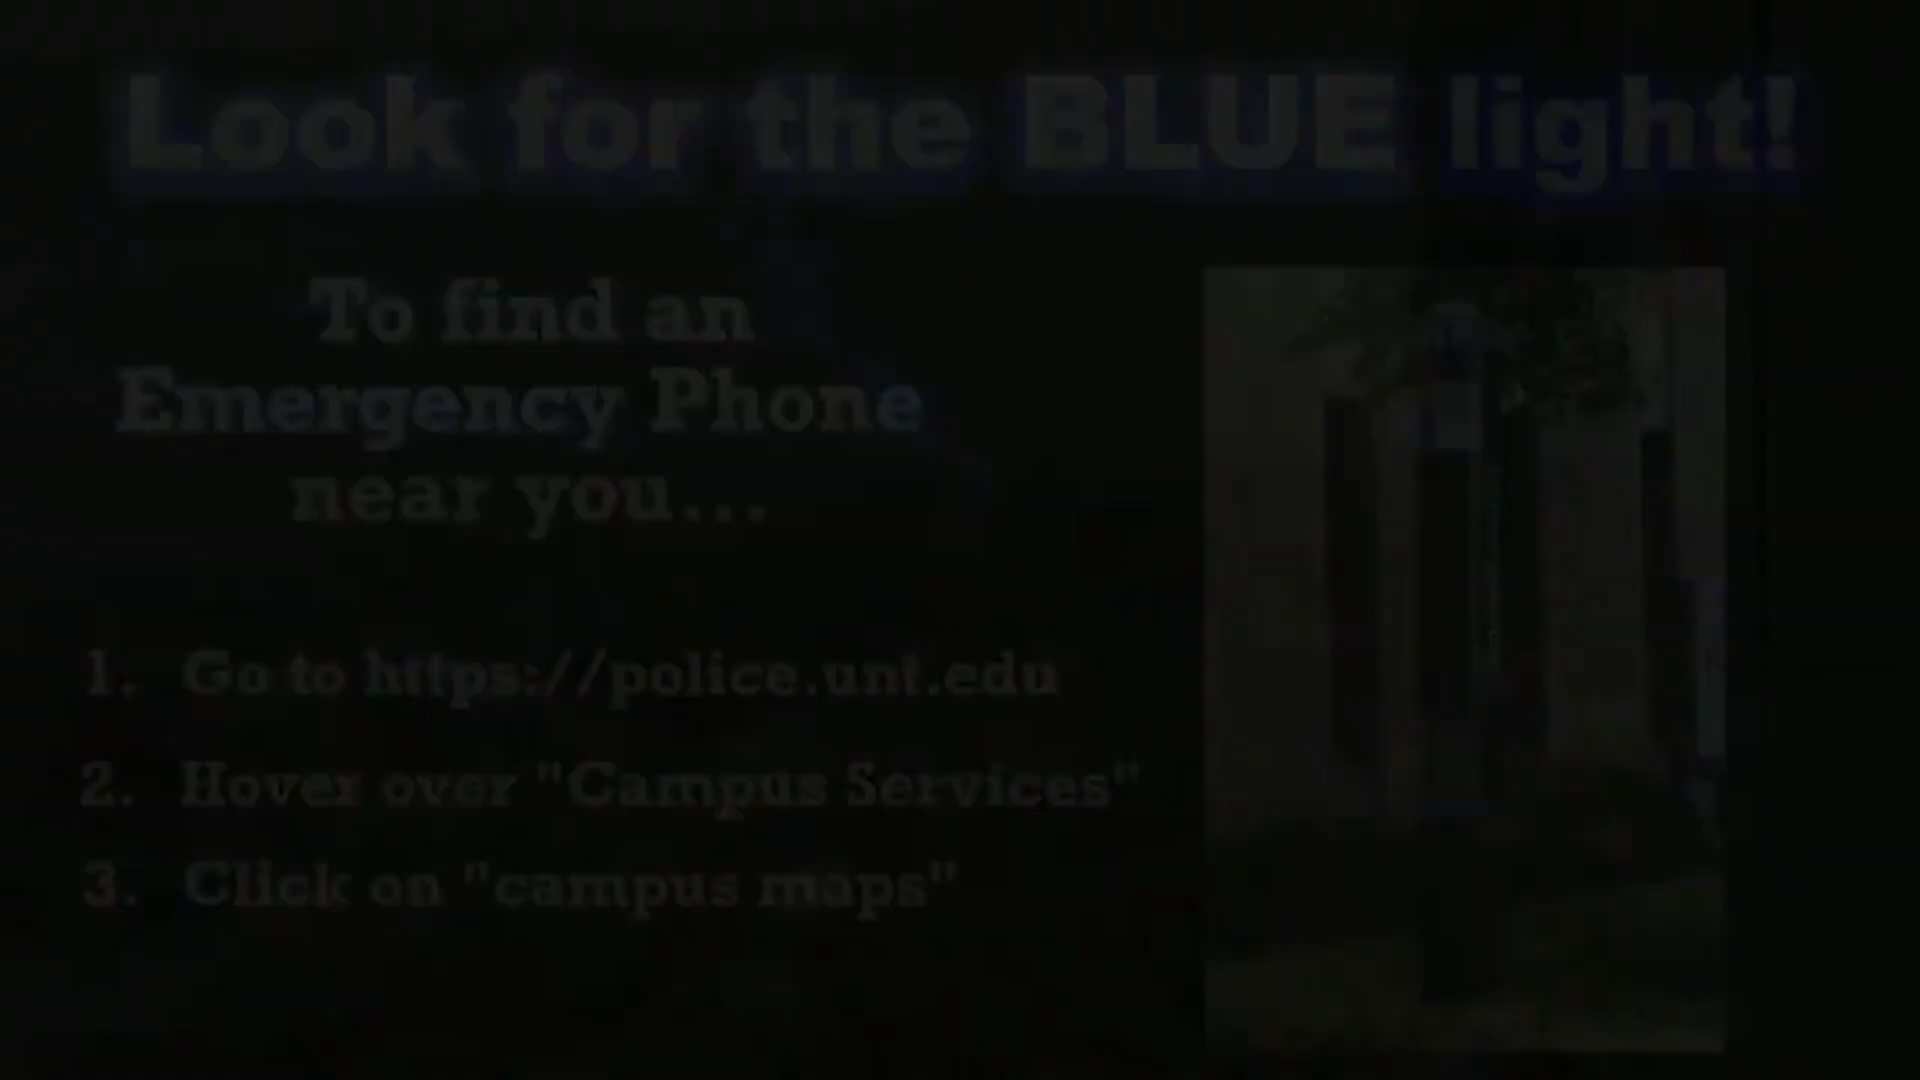 Look for the BLUE light!
To find an
Emergency Phone
near you...
1. Go to https://police.unt.edu
2. Hover over "Campus Services"
3. Click on "campus maps"